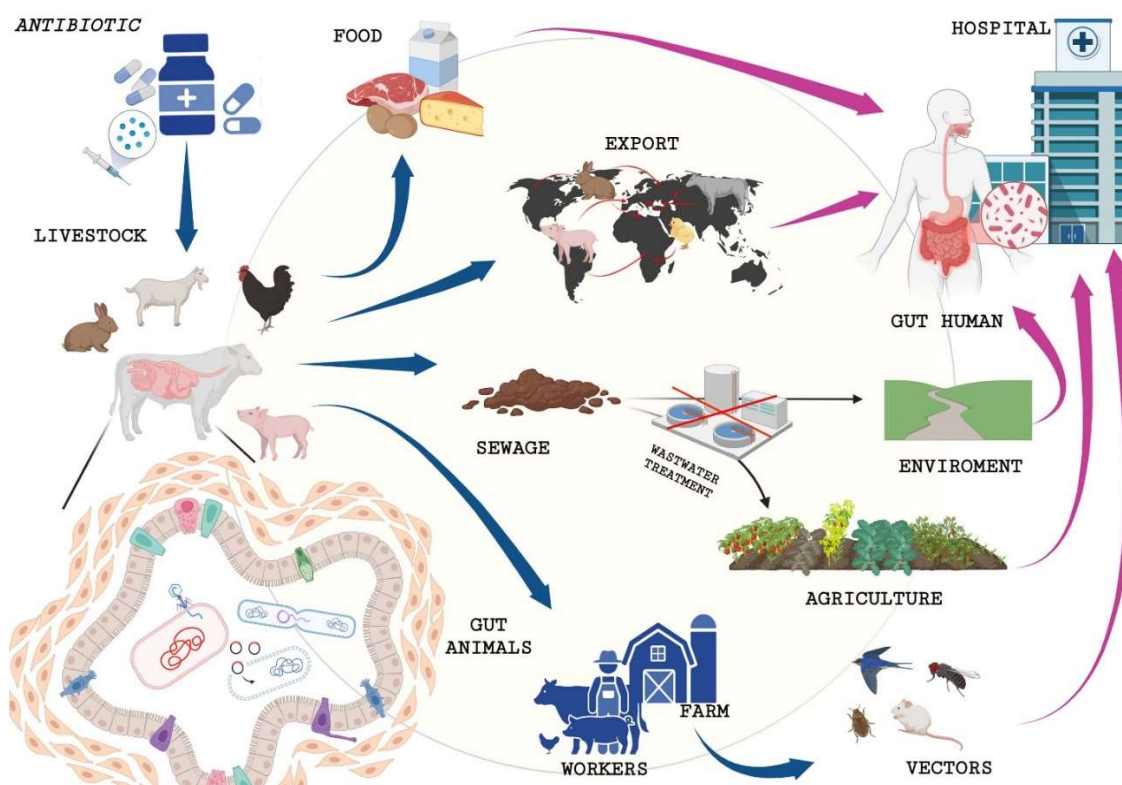 ANTIBIOTIC
FOOD
HOSPITAL
EXPORT
LIVESTOCK
GUT HUMAN
SEWAGE
WASTWATER
TREATMENT
ENVIROMENT
AGRICULTURE
GUT
ANIMALS
FARM
WORKERS
VECTORS